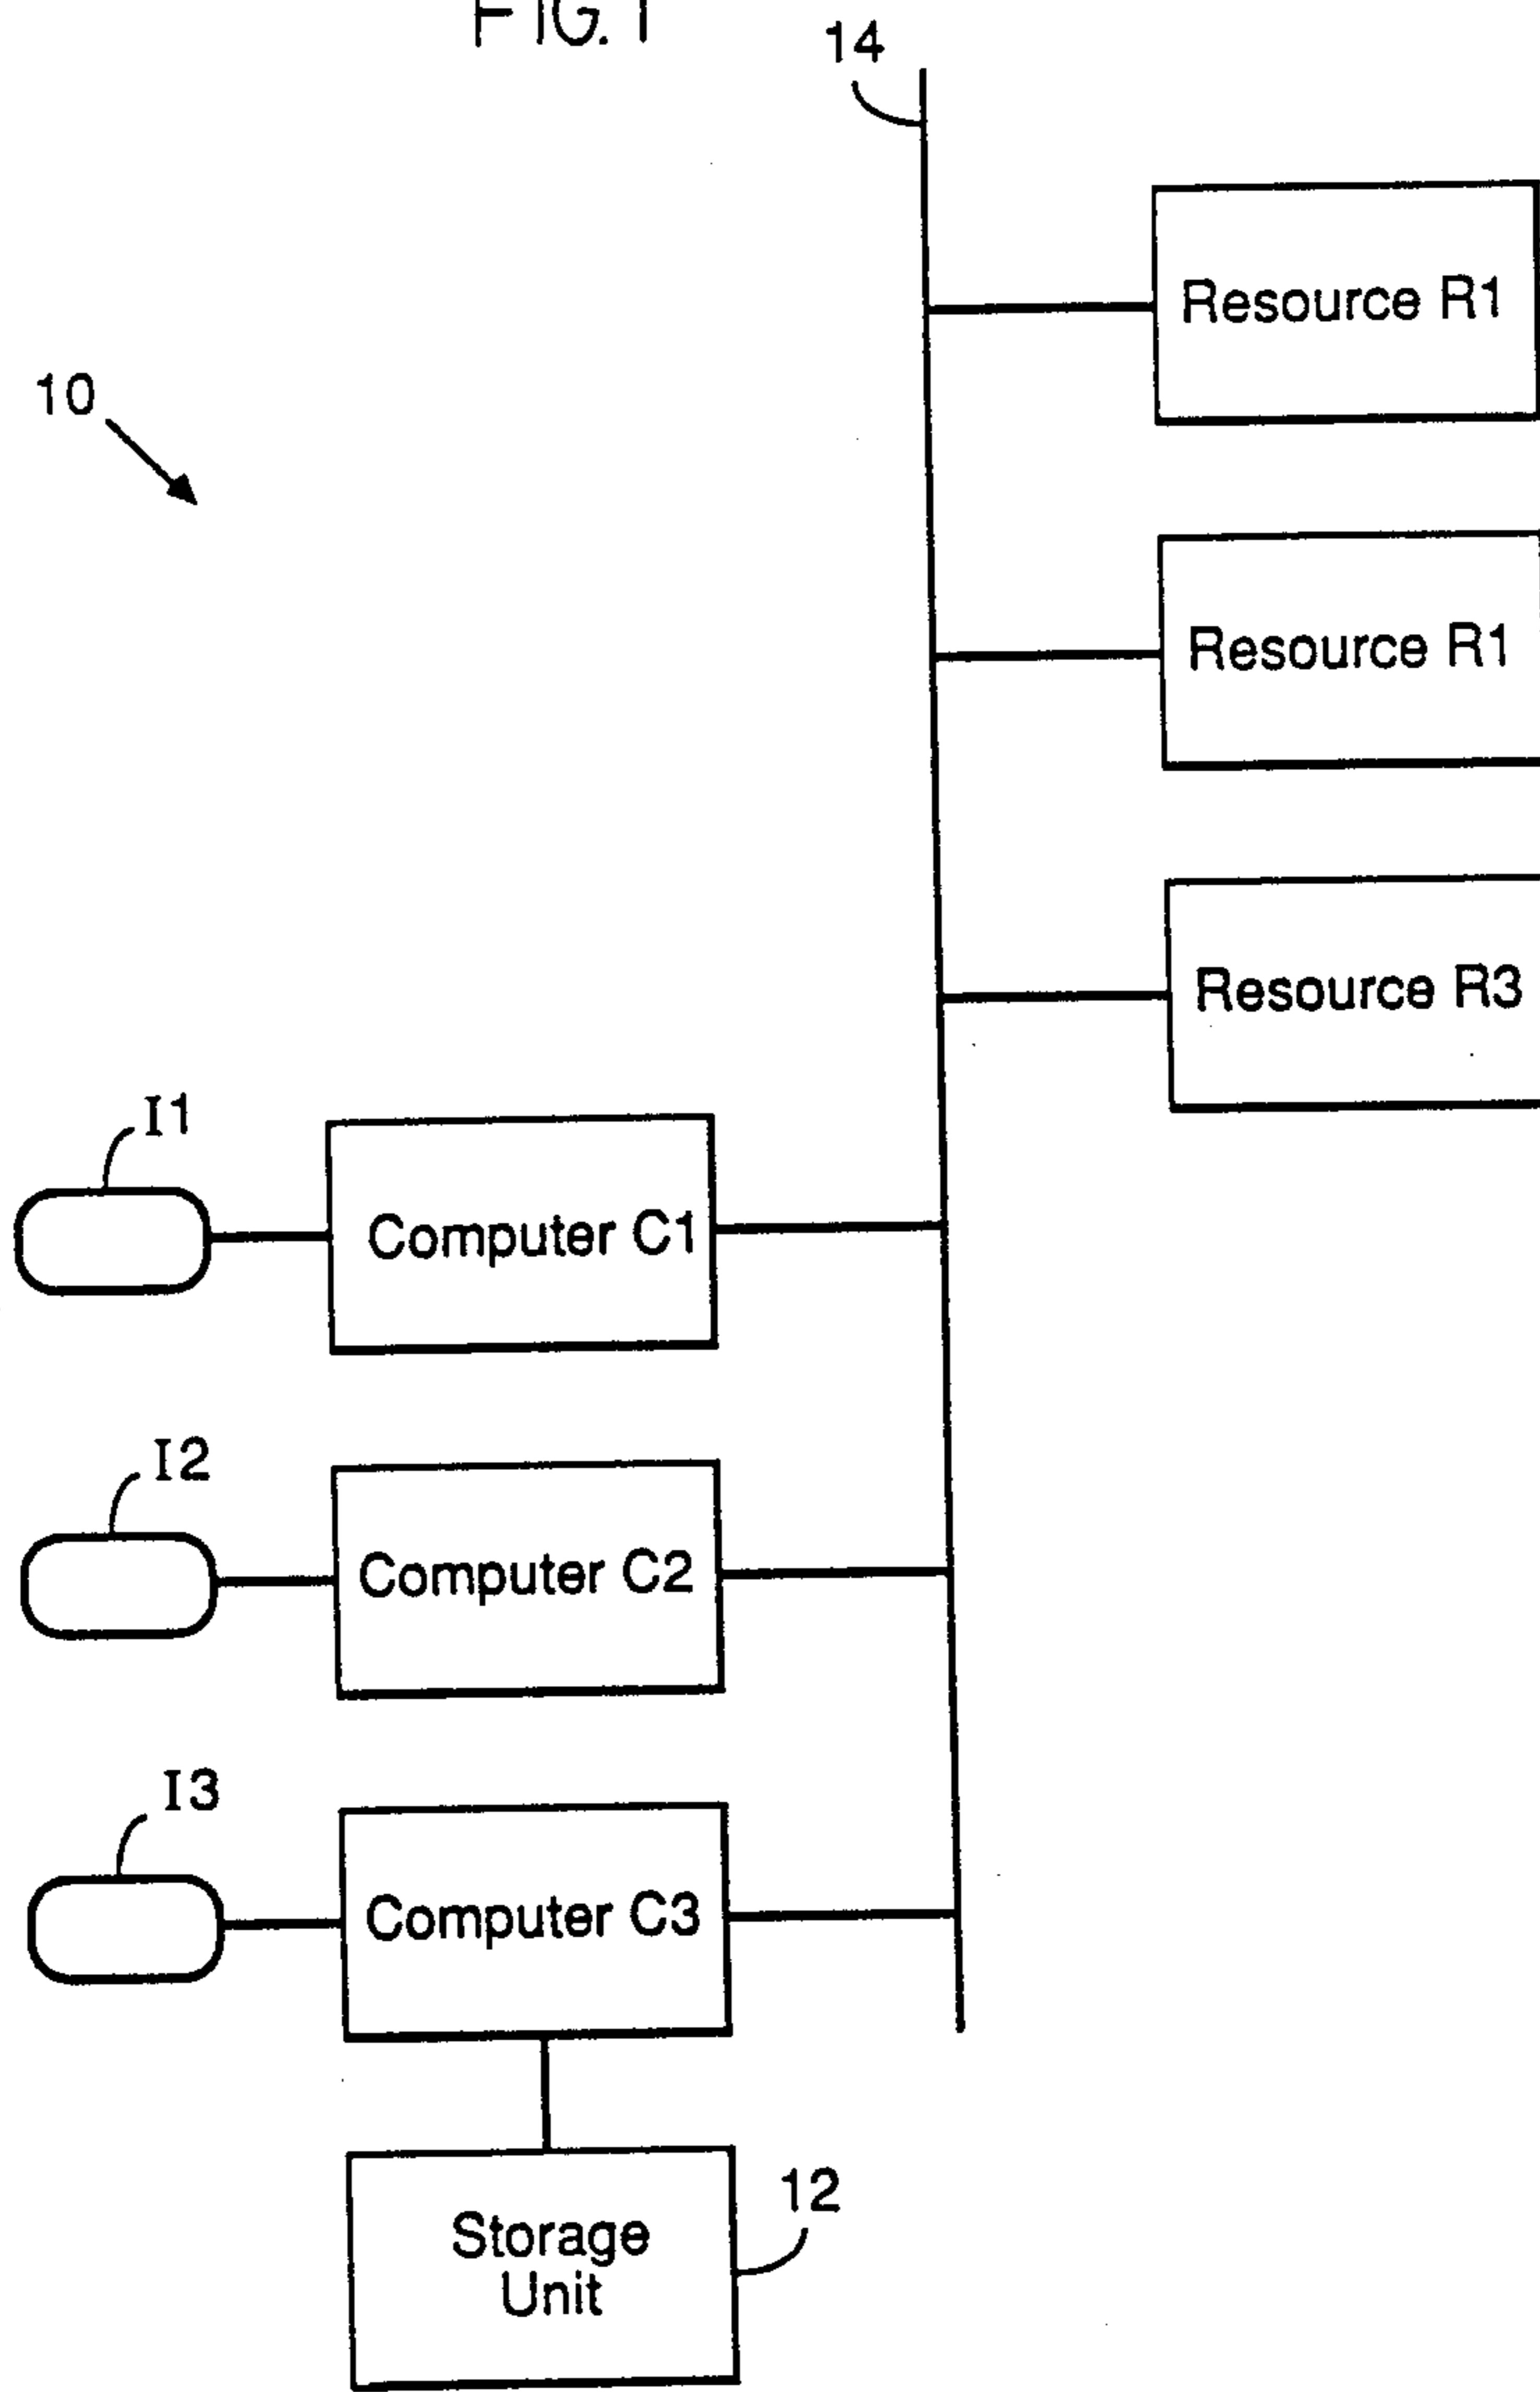 FIG. 1
14
Resource R1
10
Resource R1
Resource R3
I1
Computer C1
I2
Computer C2
I3
Computer C3
12
Storage
Unit